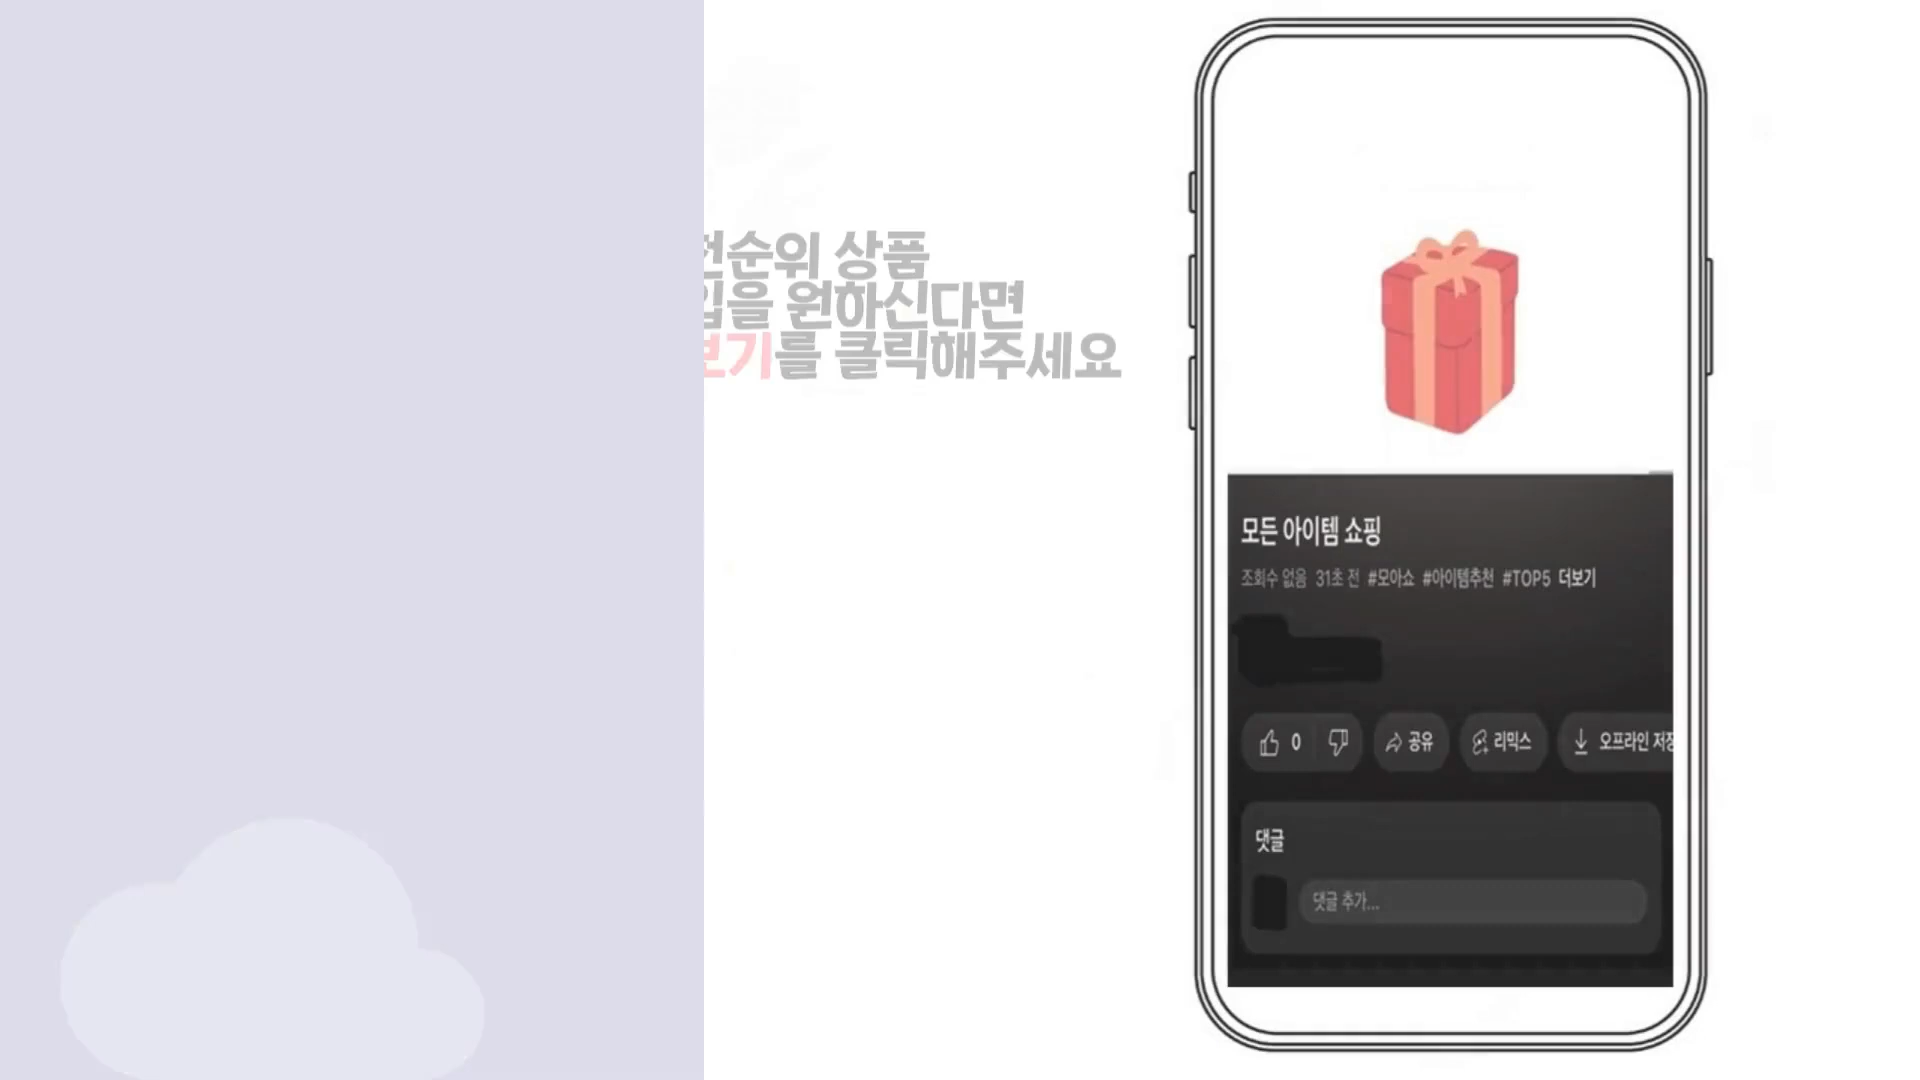 순위 상품
을 원하신다면
기를 클릭해주세요
모든 아이템 쇼핑
조회수 없음 31초 전 #모아쇼 #아이템추천 #TOP5 더보기
0 공유 리믹스 오프라인 저장
댓글
댓글 추가...